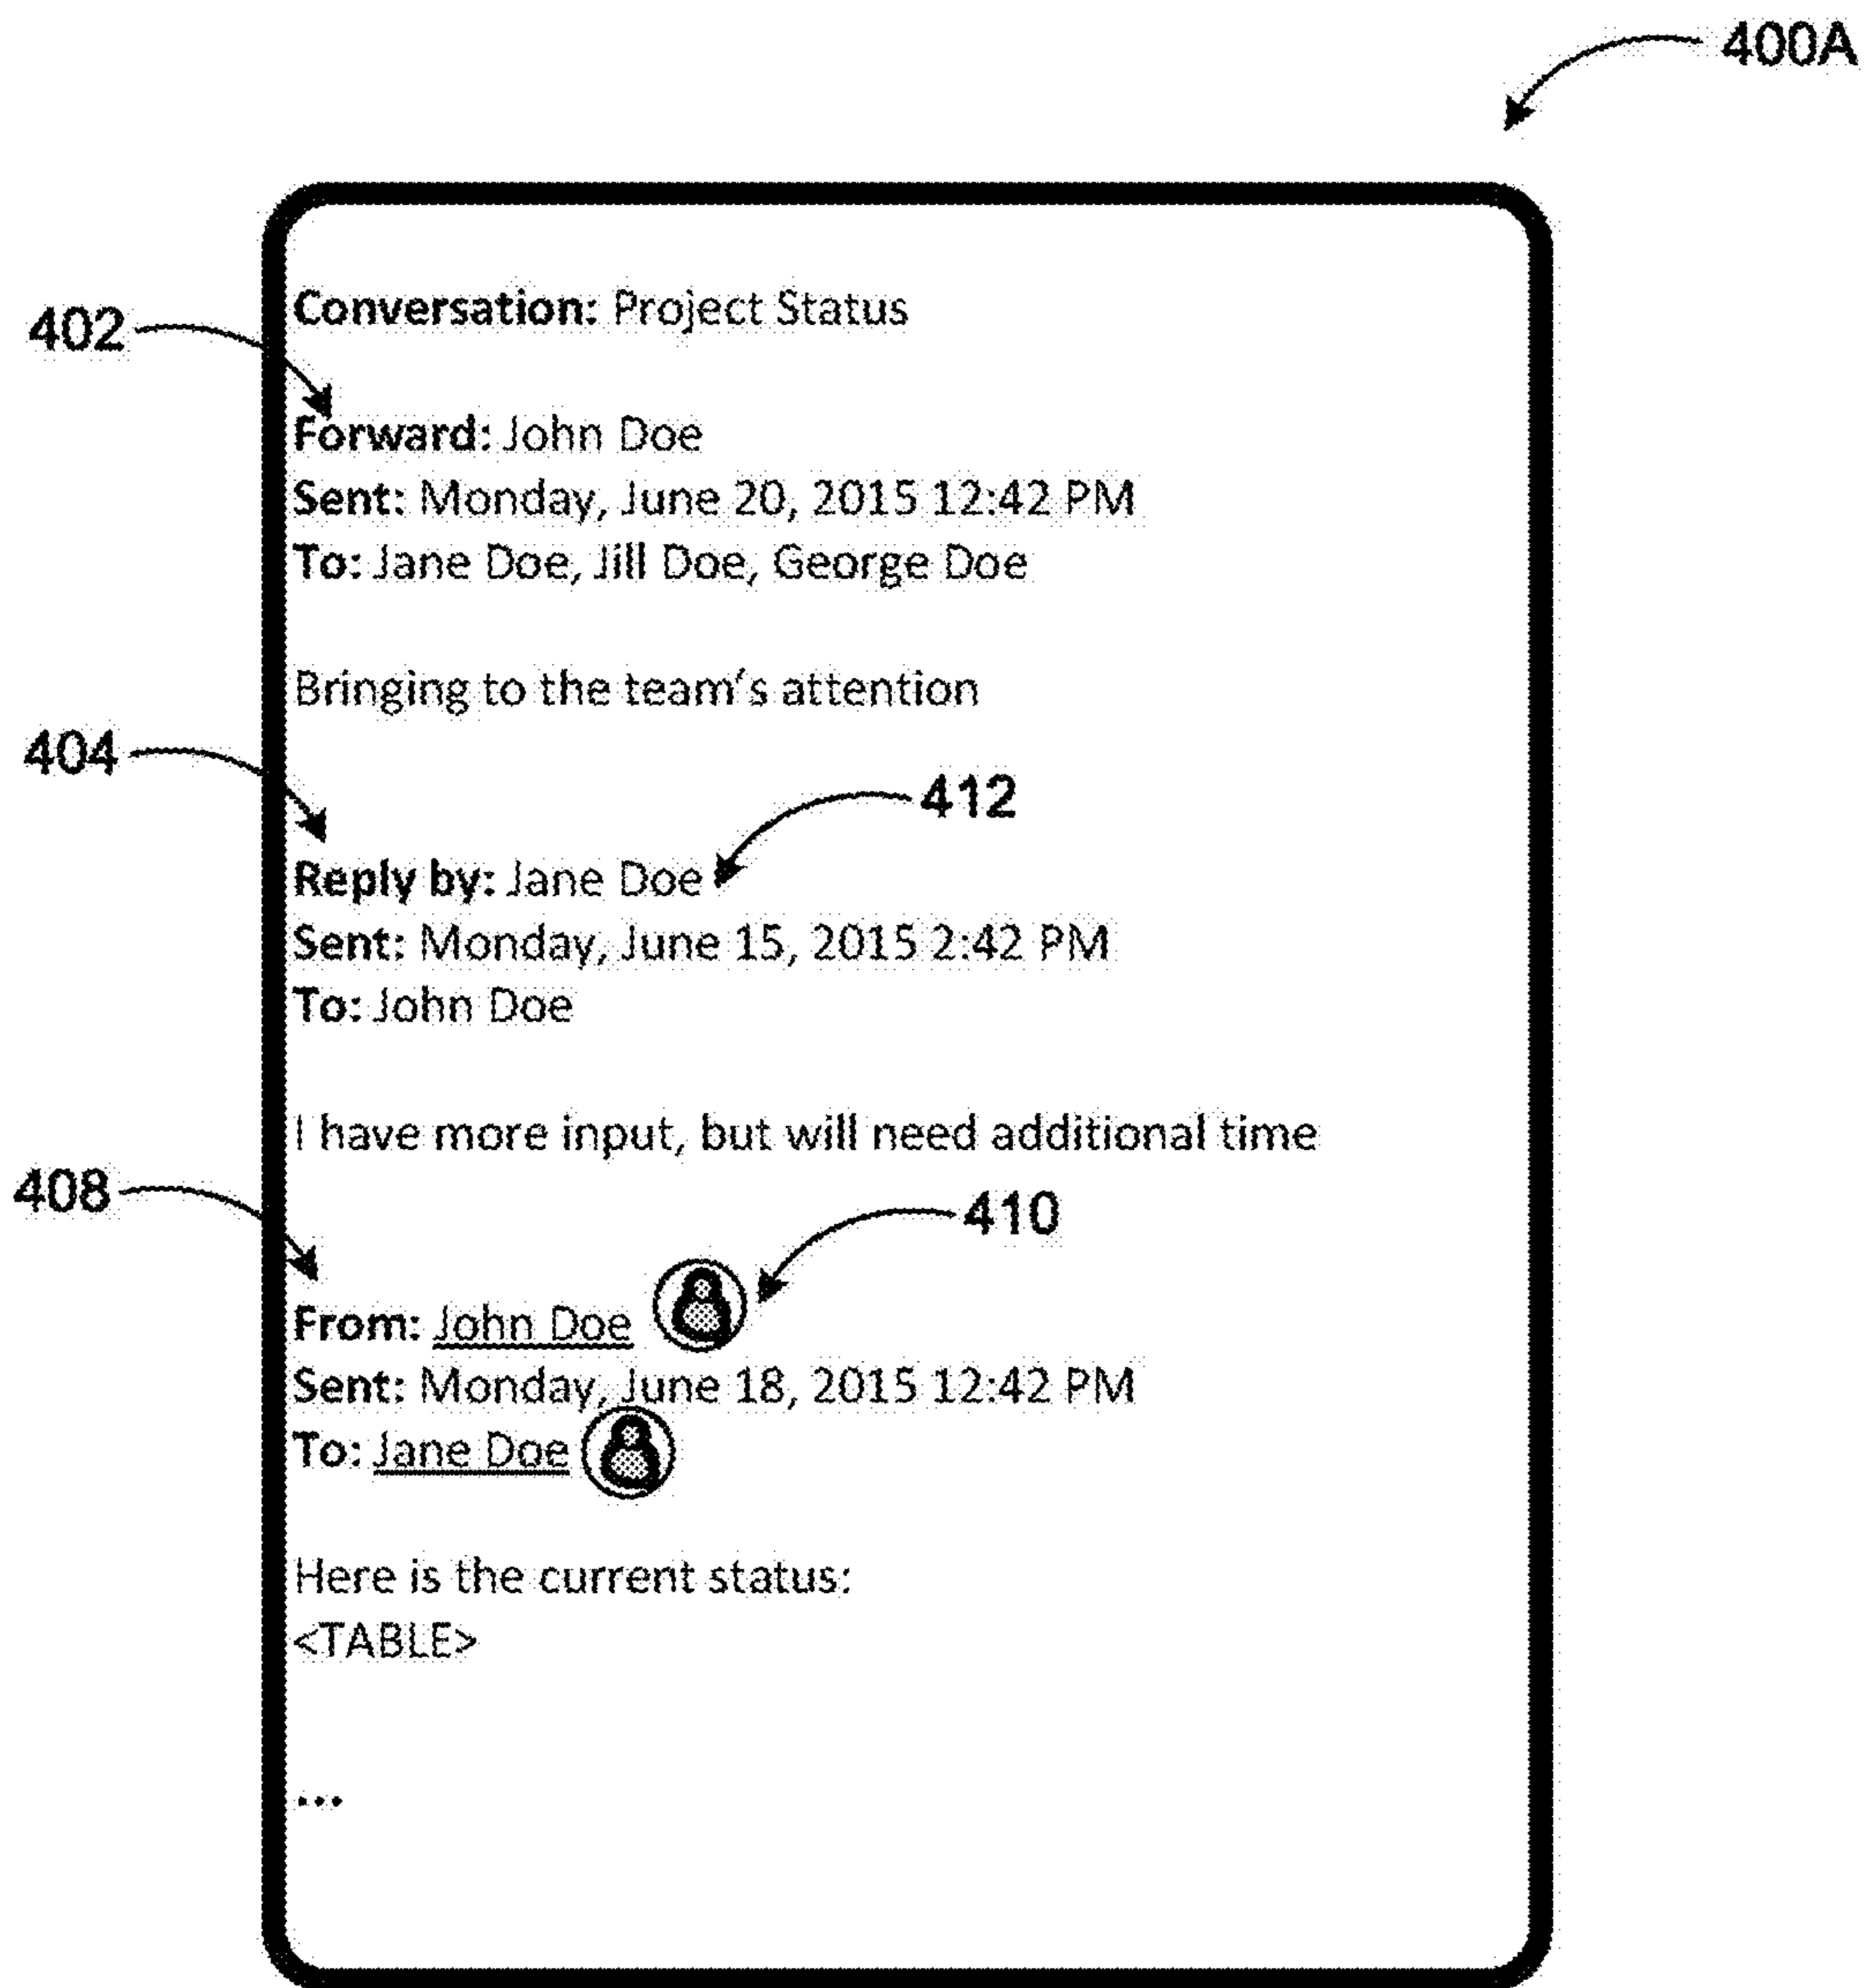 400A
Conversation: Project Status
402
Forward: John Doe
Sent: Monday, June 20, 2015 12:42 PM
To: Jane Doe, Jill Doe, George Doe
Bringing to the team's attention
404
412
Reply by: Jane Doe
Sent: Monday, June 15, 2015 2:42 PM
To: John Doe
I have more input, but will need additional time
408
410
From: John Doe
Sent: Monday, June 18, 2015 12:42 PM
To: Jane Doe
Here is the current status:
<TABLE>
...